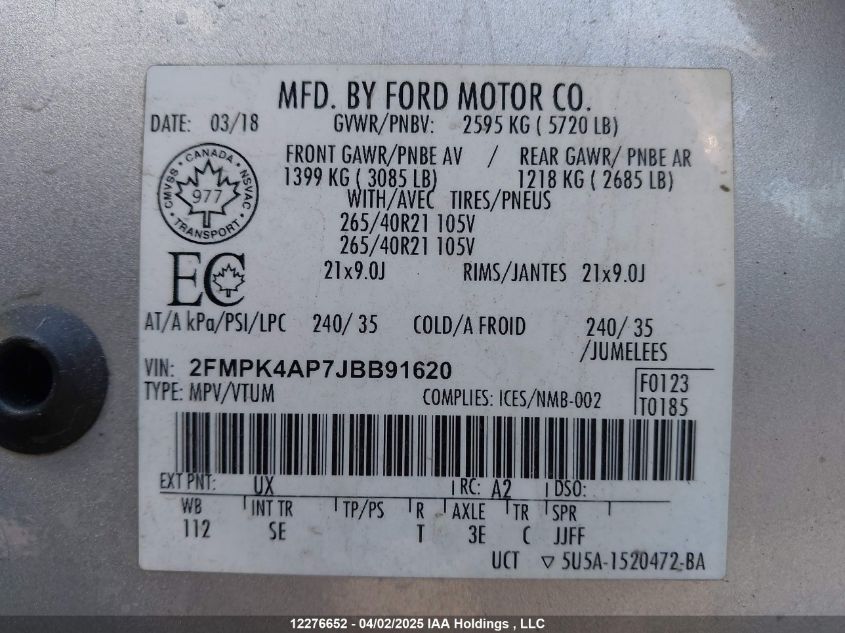 MFD. BY FORD MOTOR CO.
DATE: 03/18 GVWR/PNBV: 2595 KG ( 5720 LB)
FRONT GAWR/PNBE AV / REAR GAWR/ PNBE AR
1399 KG ( 3085 LB) 1218 KG ( 2685 LB)
WITH/AVEC TIRES/PNEUS
265/40R21 105V
265/40R21 105V
21x9.0J RIMS/JANTES 21x9.0J
CANADA
CMVSS NSVAC
977
TRANSPORT
EC
AT/A kPa/PSI/LPC 240/ 35 COLD/A FROID 240/ 35
/JUMELEES
VIN: 2FMPK4AP7JBB91620
TYPE: MPV/VTUM COMPLIES: ICES/NMB-002
F0123
T0185
EXT PNT: UX RC: A2 DSO:
WB INT TR TP/PS R AXLE TR SPR
112 SE T 3E C JJFF
UCT ▽ 5U5A-1520472-BA
12276652 - 04/02/2025 IAA Holdings , LLC